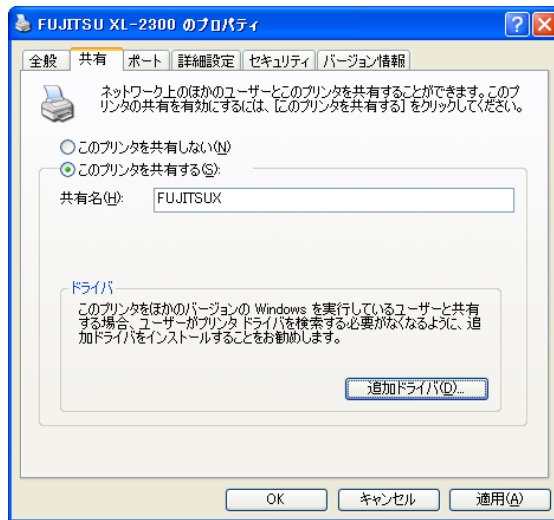 FUJITSU XL-2300 のプロパティ
全般 共有 ポート 詳細設定 セキュリティ バージョン情報
ネットワーク上のほかのユーザーとこのプリンタを共有することができます。このプ
リンタの共有を有効にするには、[このプリンタを共有する] をクリックしてください。
このプリンタを共有しない(N)
このプリンタを共有する(S):
共有名(H): FUJITSUX
ドライバ
このプリンタをほかのバージョンの Windows を実行しているユーザーと共有
する場合、ユーザーがプリンタ ドライバを検索する必要がなくなるように、追
加ドライバをインストールすることをお勧めします。
追加ドライバ(D)...
OK キャンセル 適用(A)